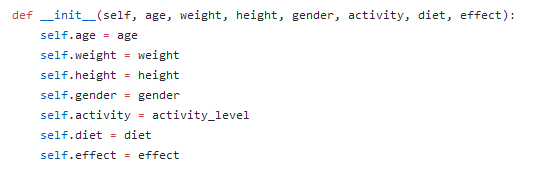 def __init__(self, age, weight, height, gender, activity, diet, effect):
    self.age = age
    self.weight = weight
    self.height = height
    self.gender = gender
    self.activity = activity_level
    self.diet = diet
    self.effect = effect